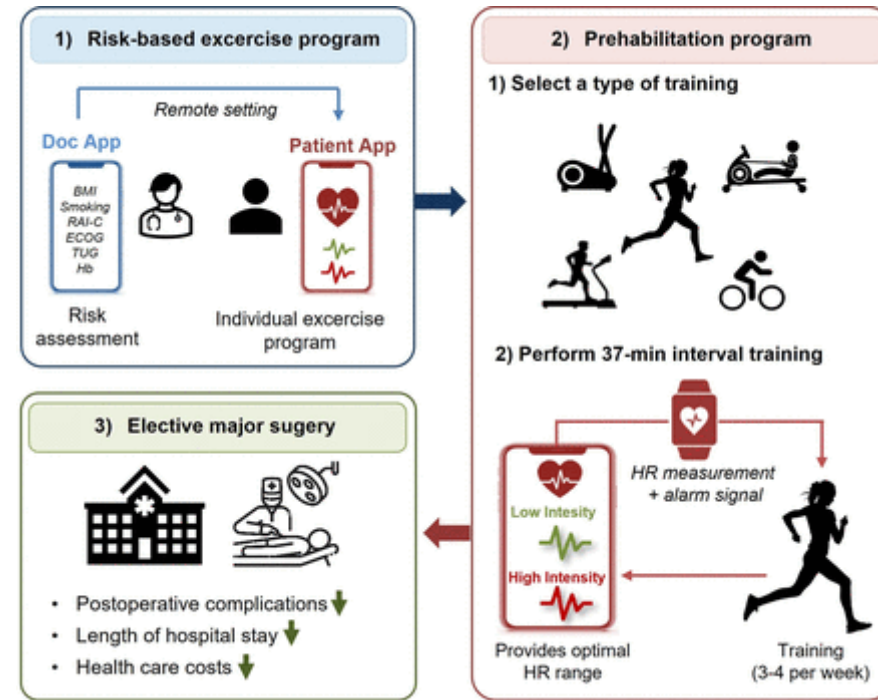 1) Risk-based excercise program
Remote setting
Doc App
Patient App
BMI
Smoking
RAI-C
ECOG
TUG
Hb
Risk
assessment
Individual excercise
program
2) Prehabilitation program
1) Select a type of training
2) Perform 37-min interval training
HR measurement
+ alarm signal
Low Intesity
High Intensity
Provides optimal
HR range
Training
(3-4 per week)
3) Elective major sugery
• Postoperative complications
• Length of hospital stay
• Health care costs